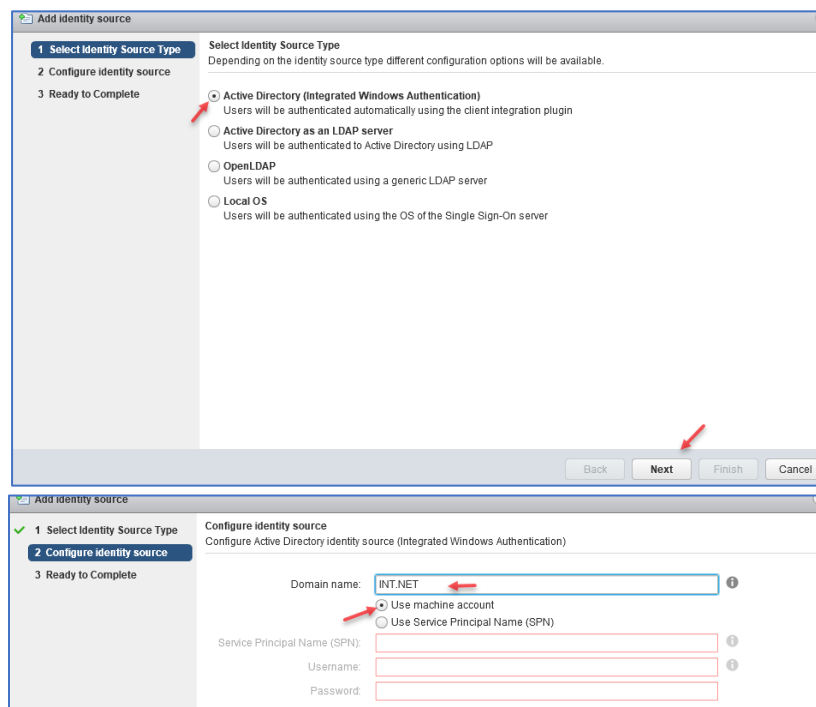 Add identity source
1 Select Identity Source Type
2 Configure identity source
3 Ready to Complete
Select Identity Source Type
Depending on the identity source type different configuration options will be available.
Active Directory (Integrated Windows Authentication)
Users will be authenticated automatically using the client integration plugin
Active Directory as an LDAP server
Users will be authenticated to Active Directory using LDAP
OpenLDAP
Users will be authenticated using a generic LDAP server
Local OS
Users will be authenticated using the OS of the Single Sign-On server
Back Next Finish Cancel
Add identity source
1 Select Identity Source Type
2 Configure identity source
3 Ready to Complete
Configure identity source
Configure Active Directory identity source (Integrated Windows Authentication)
Domain name: INT.NET
Use machine account
Use Service Principal Name (SPN)
Service Principal Name (SPN):
Username:
Password: